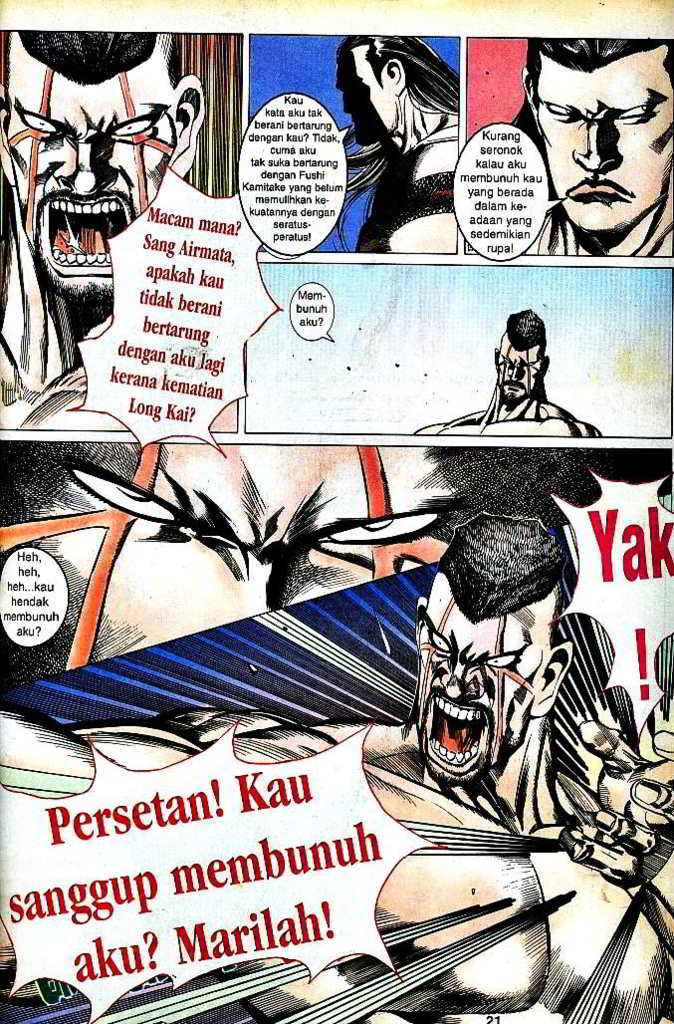 Macam mana?
Sang Airmata,
apakah kau
tidak berani
bertarung
dengan aku lagi
kerana kematian
Long Kai?
Kau
kata aku tak
berani bertarung
dengan kau? Tidak,
cuma aku
tak suka bertarung
dengan Fushi
Kamitake yang belum
memulihkan ke-
kuatannya dengan
seratus-
peratus!
Kurang
seronok
kalau aku
membunuh kau
yang berada
dalam ke-
adaan yang
sedemikian
rupa!
Mem-
bunuh
aku?
Heh,
heh,
heh...kau
hendak
membunuh
aku?
Yak
!
Persetan! Kau
sanggup membunuh
aku? Marilah!
21